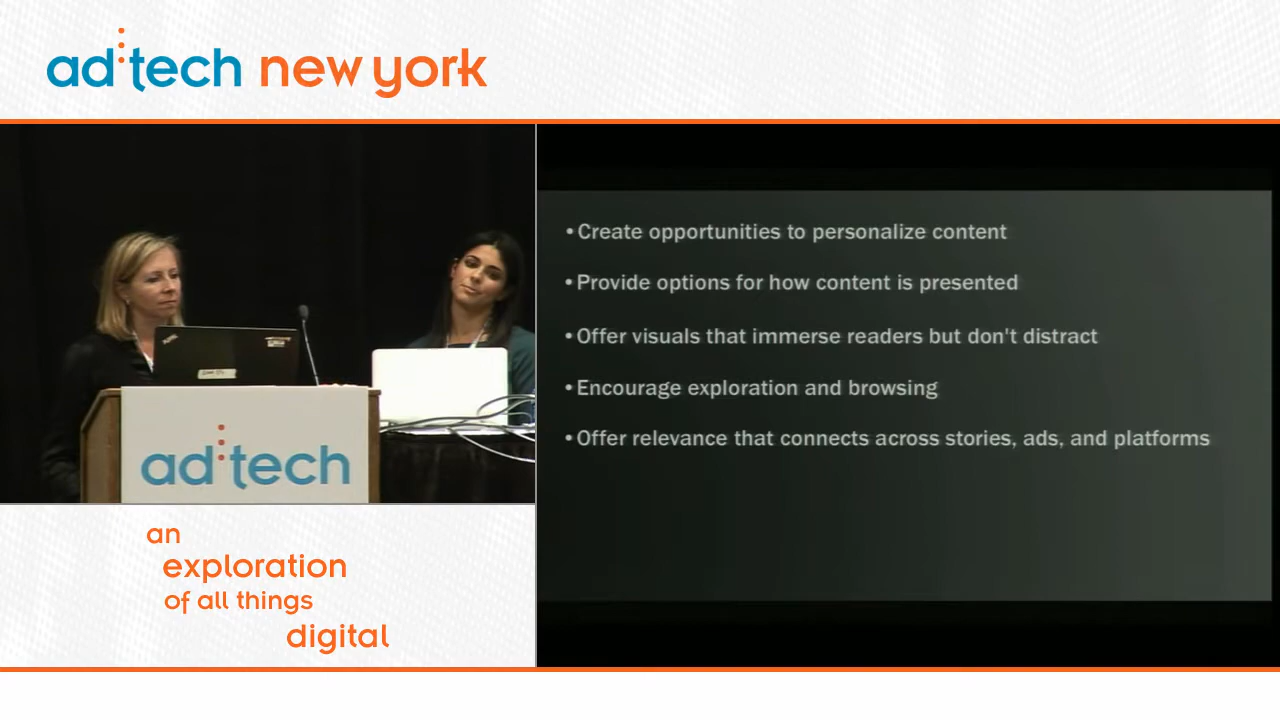 ad:tech new york
•Create opportunities to personalize content
•Provide options for how content is presented
•Offer visuals that immerse readers but don't distract
•Encourage exploration and browsing
•Offer relevance that connects across stories, ads, and platforms
ad:tech
an
exploration
of all things
digital